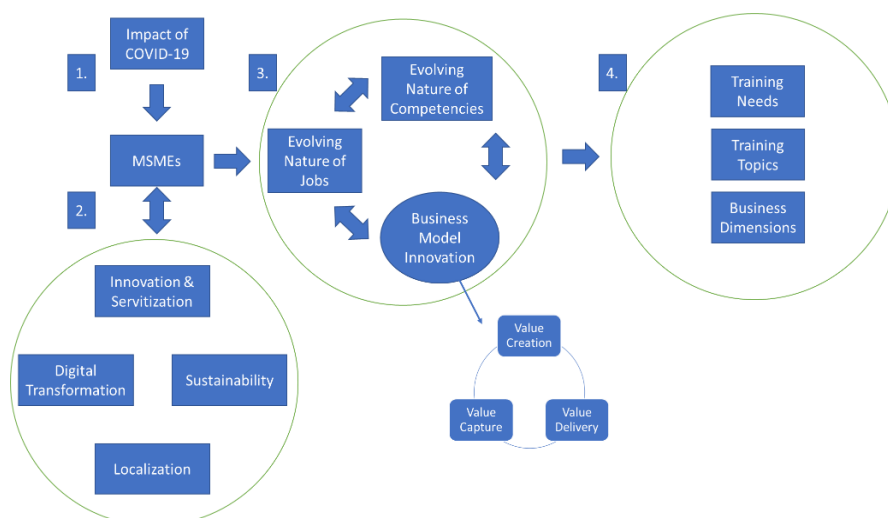 1.
Impact of
COVID-19
MSMEs
2.
Innovation &
Servitization
Digital
Transformation
Sustainability
Localization
3.
Evolving
Nature of
Competencies
Evolving
Nature of
Jobs
Business
Model
Innovation
Value
Creation
Value
Capture
Value
Delivery
4.
Training
Needs
Training
Topics
Business
Dimensions